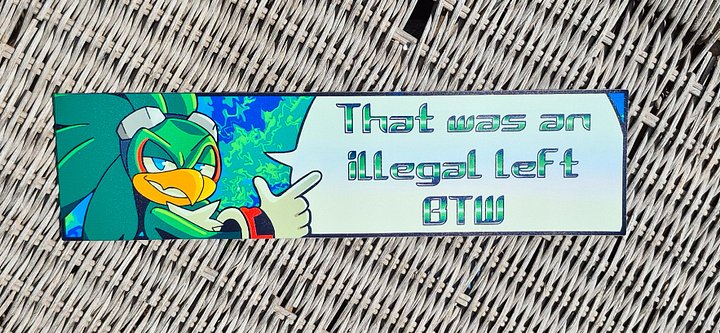 That was an
illegal left
BTW